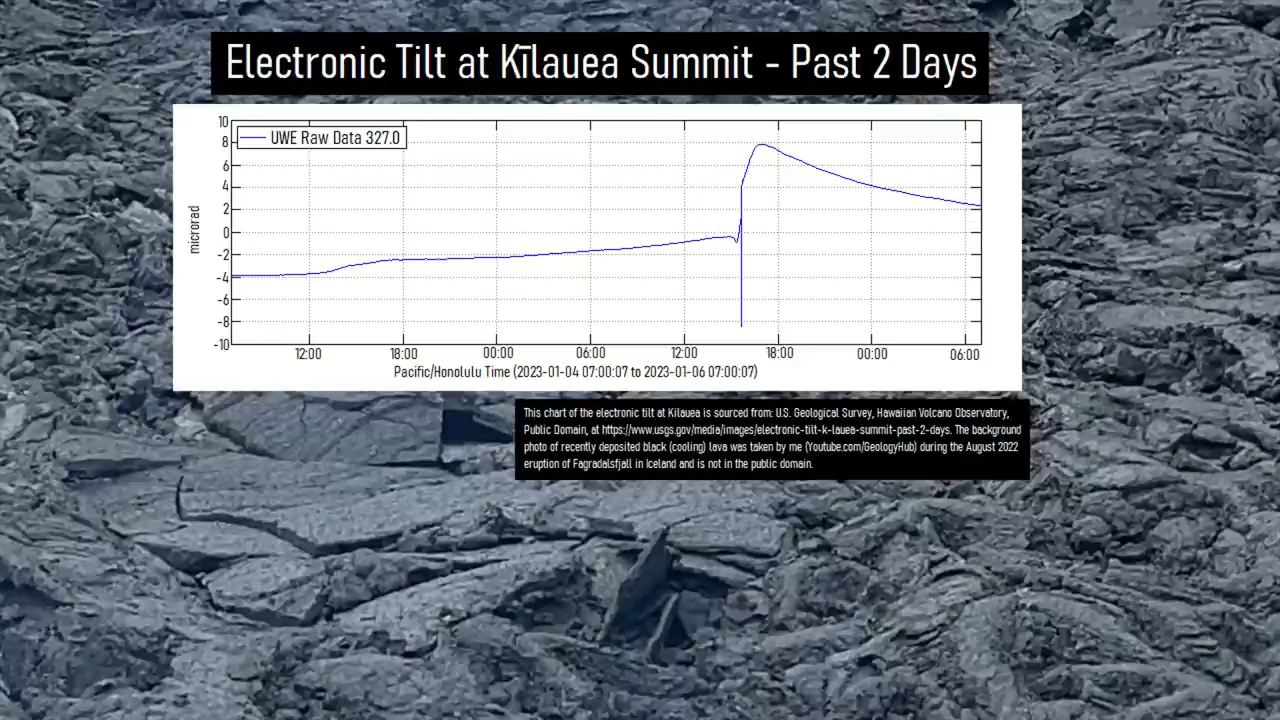 Electronic Tilt at Kīlauea Summit - Past 2 Days
10
UWE Raw Data 327.0
8
6
4
2
0
-2
-4
-6
-8
-10
microrad
12:00 18:00 00:00 06:00 12:00 18:00 00:00 06:00
Pacific/Honolulu Time (2023-01-04 07:00:07 to 2023-01-06 07:00:07)
This chart of the electronic tilt at Kilauea is sourced from: U.S. Geological Survey, Hawaiian Volcano Observatory,
Public Domain, at https://www.usgs.gov/media/images/electronic-tilt-k-lauea-summit-past-2-days. The background
photo of recently deposited black (cooling) lava was taken by me (Youtube.com/GeologyHub) during the August 2022
eruption of Fagradalsfjall in Iceland and is not in the public domain.